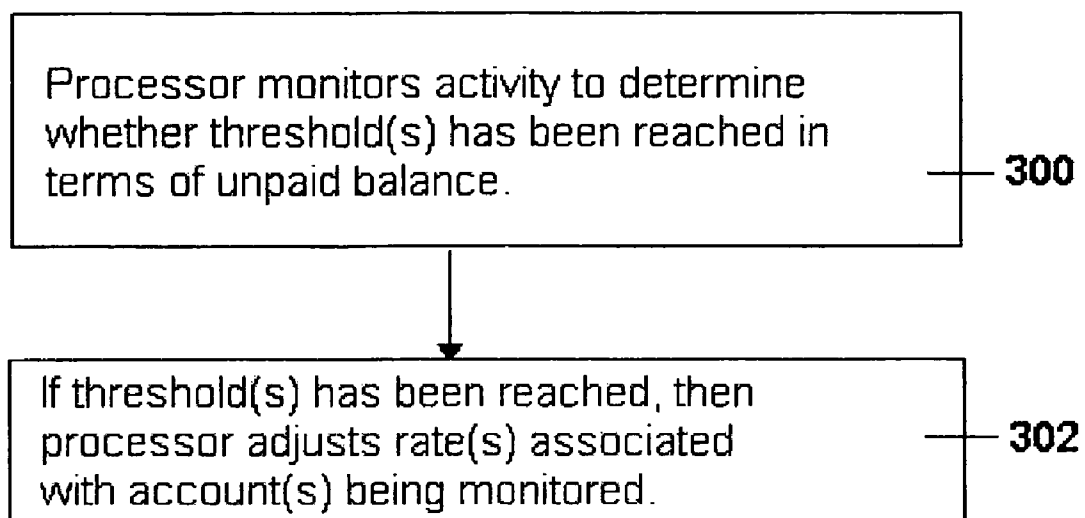 Processor monitors activity to determine
whether threshold(s) has been reached in
terms of unpaid balance.
300
If threshold(s) has been reached, then
processor adjusts rate(s) associated
with account(s) being monitored.
302